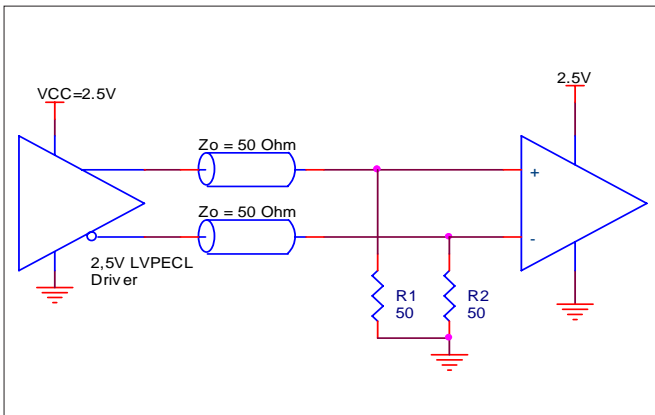 VCC=2.5V
2.5V
Zo = 50 Ohm
+
Zo = 50 Ohm
-
2,5V LVPECL
Driver
R1
50
R2
50